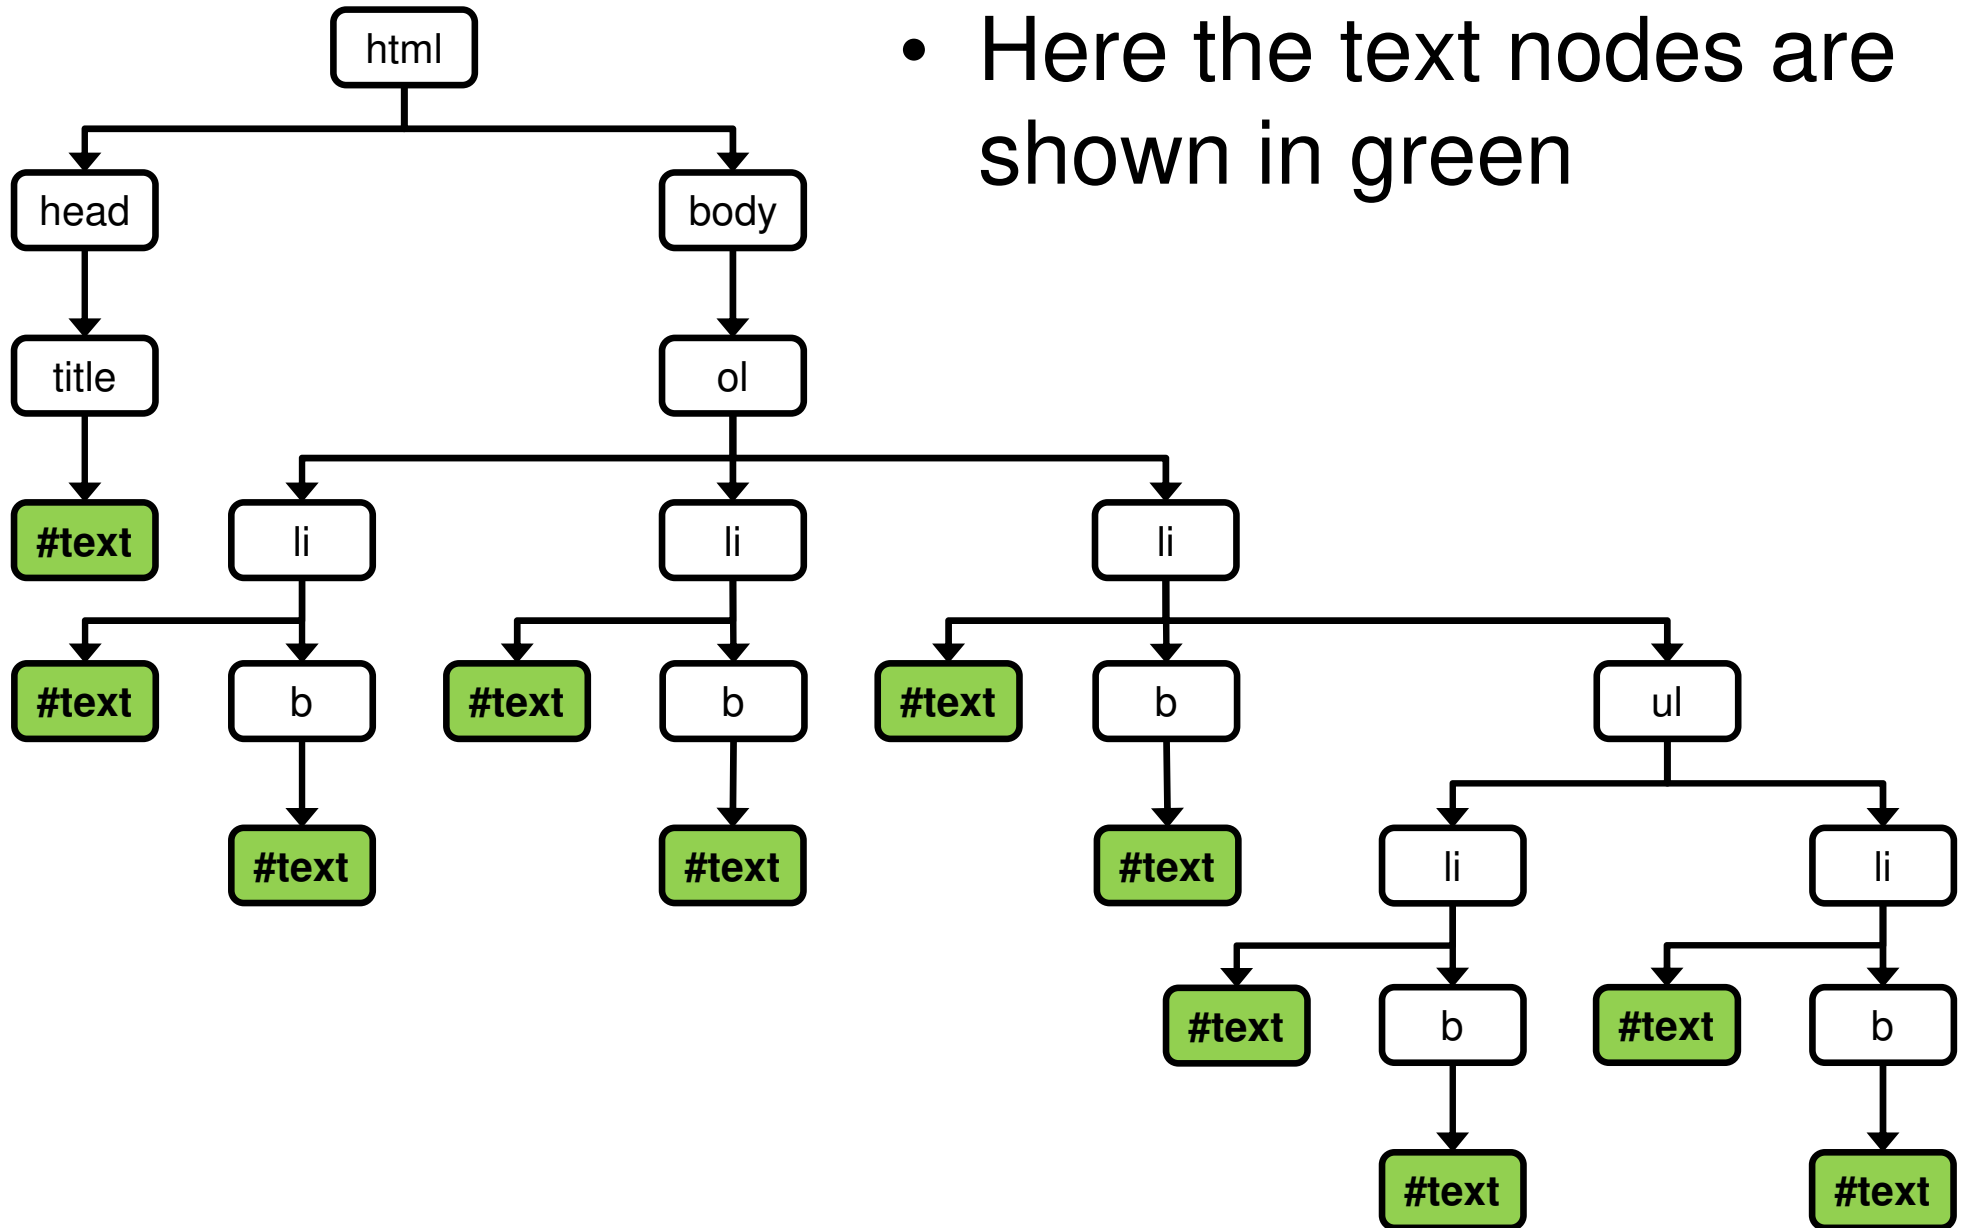 html
• Here the text nodes are
shown in green
head
body
title
ol
#text
li
li
li
#text
b
#text
b
#text
b
ul
#text
#text
#text
li
li
#text
b
#text
b
#text
#text